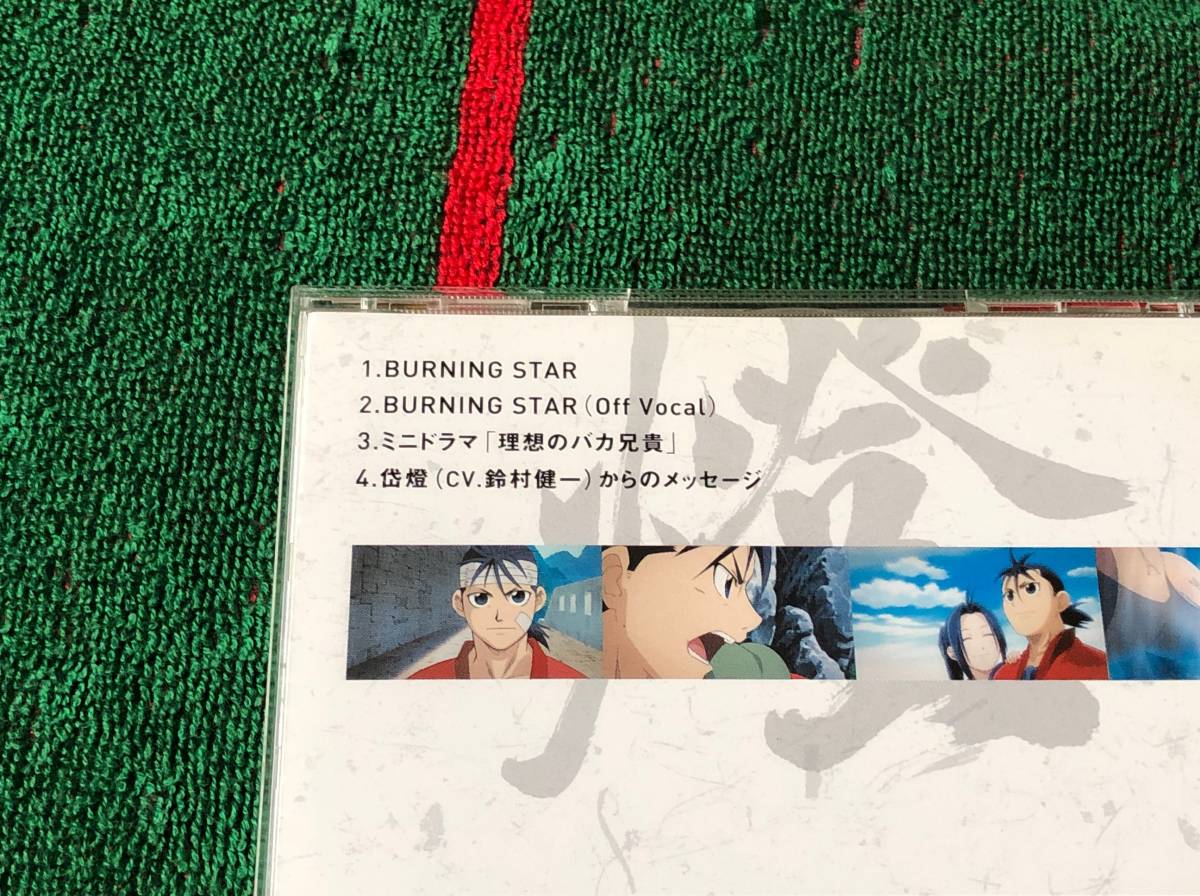 1.BURNING STAR
2.BURNING STAR(Off Vocal)
3.ミニドラマ「理想のバカ兄貴」
4.岱燈(CV.鈴村健一)からのメッセージ
燈